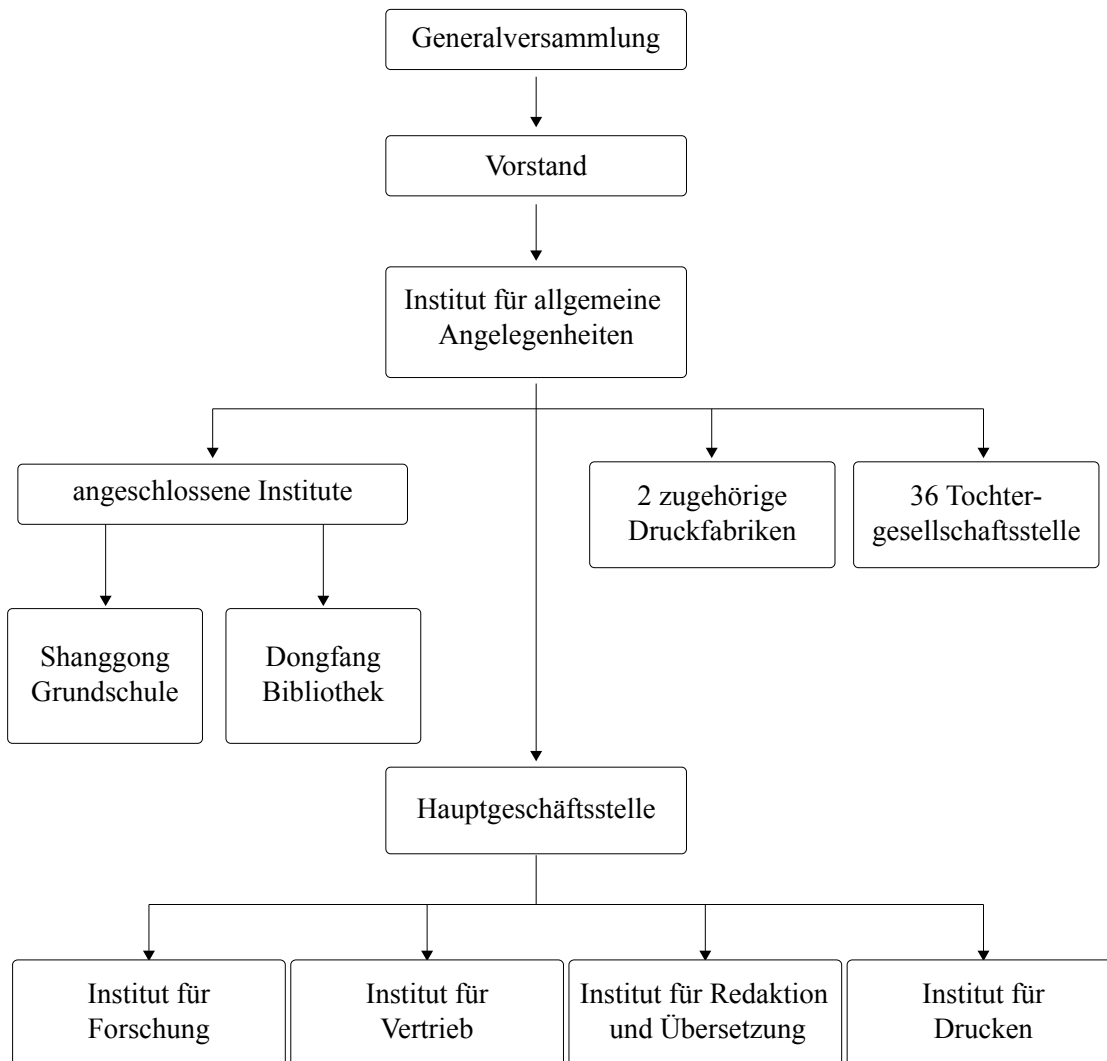 Generalversammlung
Vorstand
Institut für allgemeine
Angelegenheiten
angeschlossene Institute
2 zugehörige
Druckfabriken
36 Tochter-
gesellschaftsstelle
Shanggong
Grundschule
Dongfang
Bibliothek
Hauptgeschäftsstelle
Institut für
Forschung
Institut für
Vertrieb
Institut für Redaktion
und Übersetzung
Institut für
Drucken